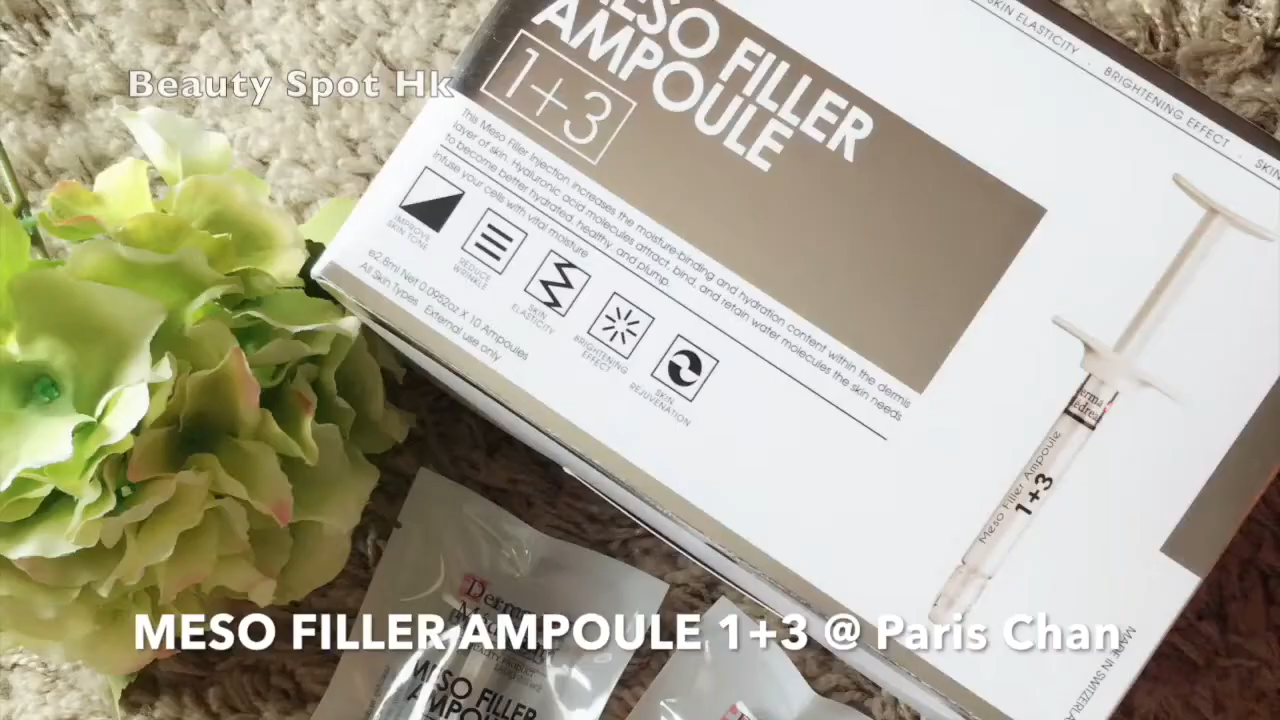 Beauty Spot Hk
MESO FILLER
AMPOULE
1+3
This Meso Filler Injection increases the moisture-binding and hydration content within the dermis
layer of skin. Hyaluronic acid molecules attract, bind, and retain water molecules the skin needs
to become better hydrated, healthy, and plump.
Infuse your cells with vital moisture
IMPROVE
SKIN TONE
REDUCE
WRINKLE
SKIN
ELASTICITY
BRIGHTENING
EFFECT
SKIN
REJUVENATION
e2.8ml Net 0.0952oz X 10 Ampoules
All Skin Types . External use only
SKIN ELASTICITY . BRIGHTENING EFFECT . SKIN
Meso Filler Ampoule
1+3
MADE IN SWITZERLA
Derma
MESO FILLER
AMPOU
MESO FILLER AMPOULE 1+3 @ Paris Chan